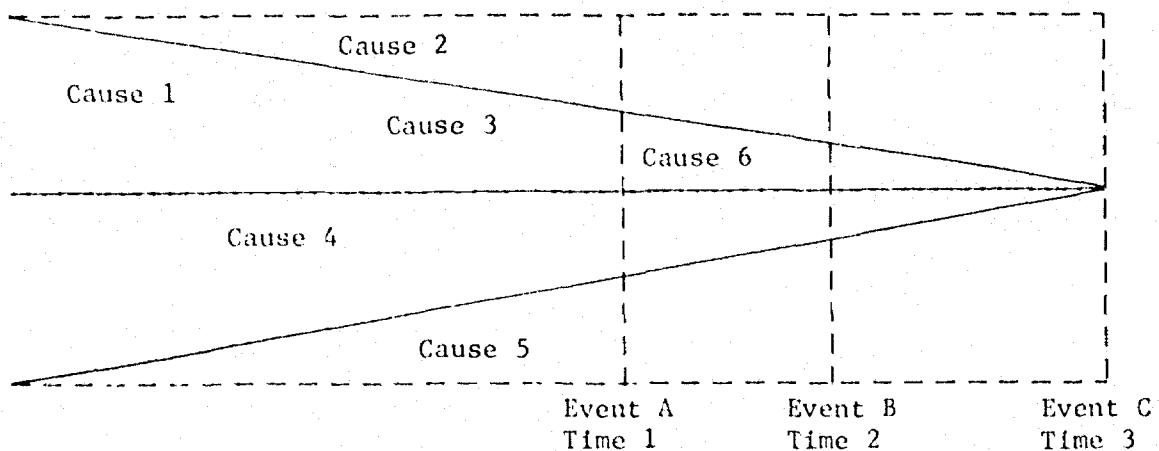 Cause 2
Cause 1
Cause 3
Cause 6
Cause 4
Cause 5
Event A
Time 1
Event B
Time 2
Event C
Time 3